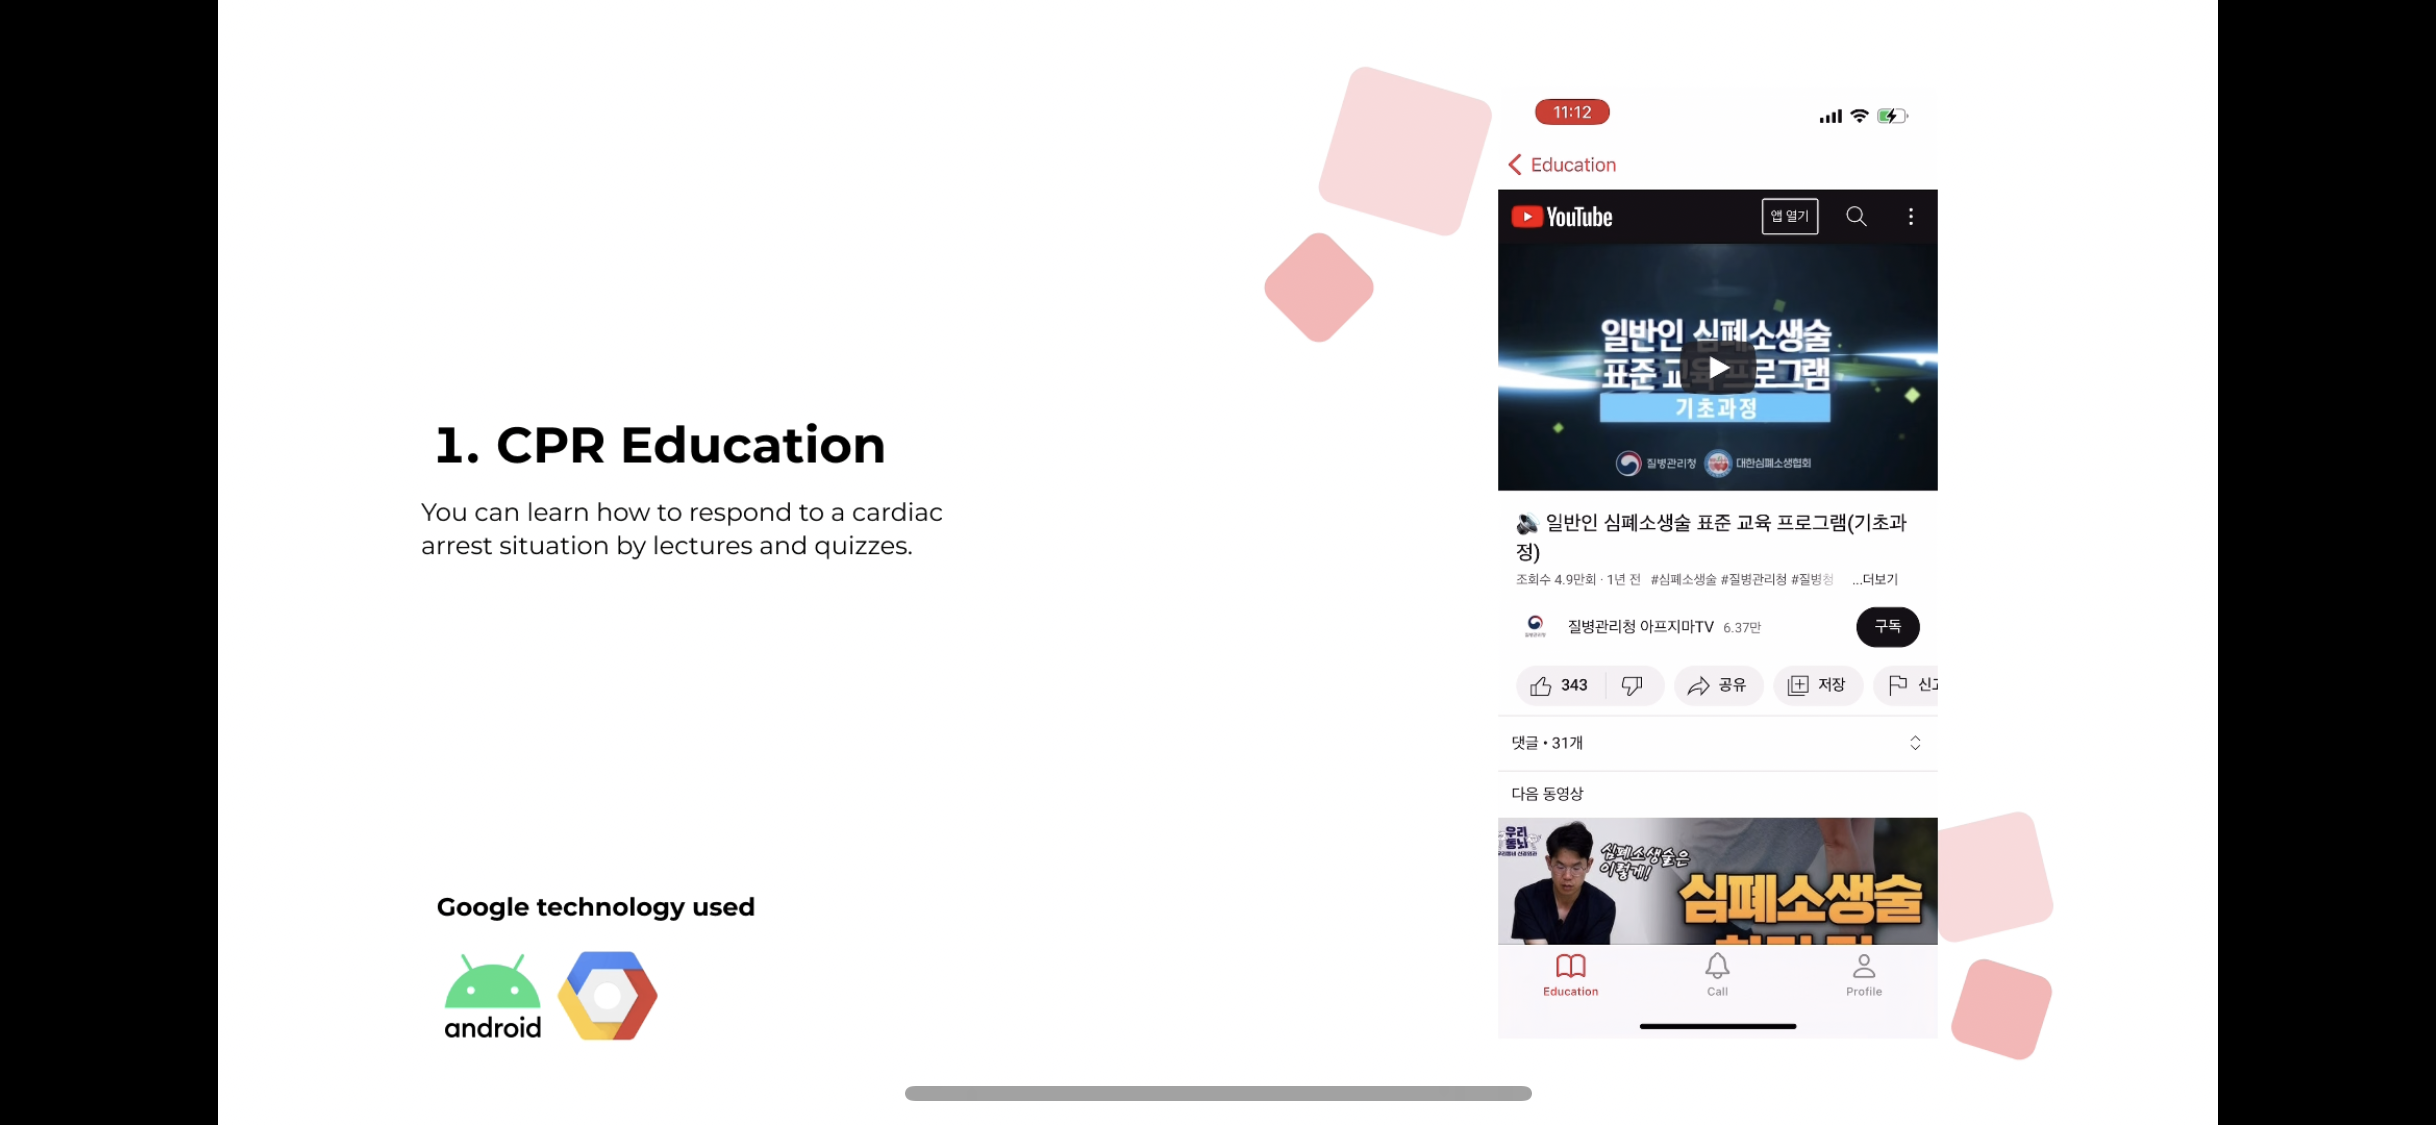 1. CPR Education
You can learn how to respond to a cardiac
arrest situation by lectures and quizzes.
Google technology used
android
11:12
Education
YouTube
앱 열기
일반인 심폐소생술
표준 교육 프로그램
기초과정
질병관리청 대한심폐소생협회
일반인 심폐소생술 표준 교육 프로그램(기초과
정)
조회수 4.9만회 · 1년 전 #심폐소생술 #질병관리청 #질병청 ...더보기
질병관리청 아프지마TV 6.37만
구독
343 공유 저장
댓글 • 31개
다음 동영상
우리
통뇌
심폐소생술은
이렇게!
심폐소생술
Education Call Profile